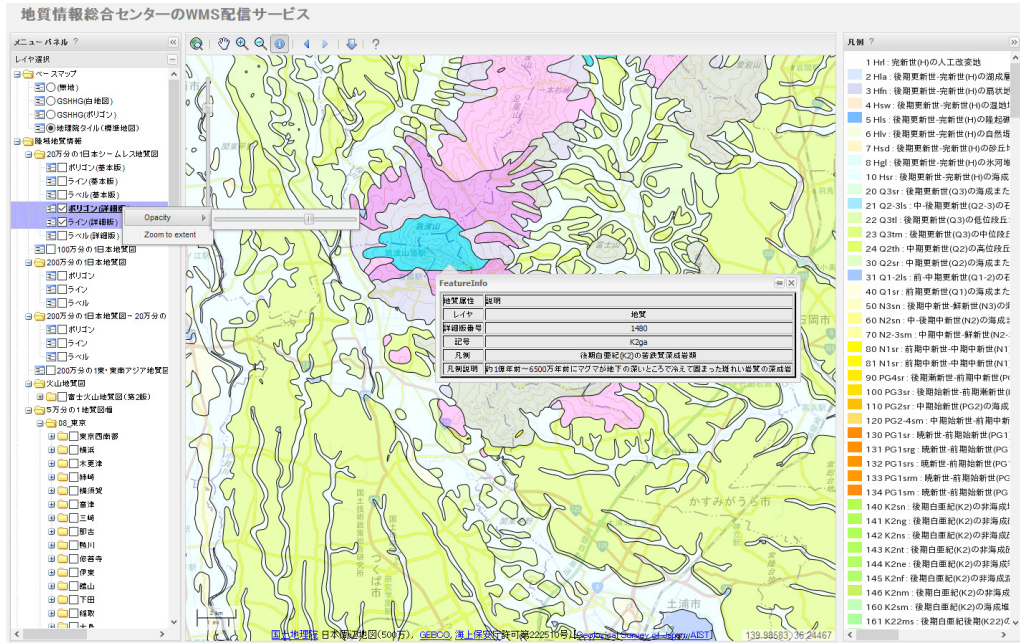 地質情報総合センターのWMS配信サービス
メニューパネル ?
レイヤ選択
ベースマップ
(無地)
GSHHG(白地図)
GSHHG(ポリゴン)
地理院タイル(標準地図)
陸域地質情報
20万分の1日本シームレス地質図
ポリゴン(基本版)
ライン(基本版)
ラベル(基本版)
ポリゴン(詳細版
ライン(詳細版)
ラベル(詳細版)
Opacity
Zoom to extent
100万分の1日本地質図
200万分の1日本地質図
ポリゴン
ライン
ラベル
200万分の1日本地質図- 20万分の
ポリゴン
ライン
ラベル
200万分の1東・東南アジア地質図
火山地質図
富士火山地質図(第2版)
5万分の1地質図幅
08_東京
東京西南部
横浜
木更津
姉崎
横須賀
富津
三崎
那古
鴨川
修善寺
伊東
館山
下田
稲取
?
筑波山
富士山
石岡市
かすみがうら市
つくば市
土浦市
FeatureInfo
地質属性 説明
レイヤ 地質
詳細版番号 1480
記号 K2ga
凡例 後期白亜紀(K2)の苦鉄質深成岩類
凡例説明 約1億年前～6500万年前にマグマが地下の深いところで冷えて固まった斑れい岩質の深成岩
国土地理院 日本周辺地図(500万), GEBCO, 海上保安庁許可第222510号), Geological Survey of Japan/AIST]
139.98583, 36.24467
凡例 ?
1 Hrl : 完新世(H)の人工改変地
2 Hla : 後期更新世-完新世(H)の湖成層
3 Hfn : 後期更新世-完新世(H)の扇状地
4 Hsw : 後期更新世-完新世(H)の湿地
5 Hls : 後期更新世-完新世(H)の隆起礁
6 Hlv : 後期更新世-完新世(H)の自然堤
7 Hsd : 後期更新世-完新世(H)の砂丘
8 Hgl : 後期更新世-完新世(H)の氷河堆
10 Hsr : 後期更新世-完新世(H)の海成
20 Q3sr : 後期更新世(Q3)の海成また
21 Q2-3ls : 中-後期更新世(Q2-3)の石
22 Q3tl : 後期更新世(Q3)の低位段丘
23 Q3tm : 後期更新世(Q3)の中位段丘
24 Q2th : 中期更新世(Q2)の高位段丘
30 Q2sr : 中期更新世(Q2)の海成また
31 Q1-2ls : 前-中期更新世(Q1-2)の石
40 Q1sr : 前期更新世(Q1)の海成また
50 N3sn : 後期中新世-鮮新世(N3)の
60 N2sn : 中-後期中新世(N2)の海成ま
70 N2-3sm : 中期中新世-鮮新世(N2-
80 N1sr : 前期中新世-中期中新世(N1
81 N1sr : 前期中新世-中期中新世(N1
90 PG4sr : 後期漸新世-前期中新世(P
100 PG3sr : 後期始新世-前期漸新世(
110 PG2sr : 中期始新世(PG2)の海成
120 PG2-4sm : 中期始新世-前期中新
130 PG1sr : 暁新世-前期始新世(PG1
131 PG1srg : 暁新世-前期始新世(PG
132 PG1srs : 暁新世-前期始新世(PG
133 PG1srm : 暁新世-前期始新世(PG
134 PG1sm : 暁新世-前期始新世(PG
140 K2sn : 後期白亜紀(K2)の非海成
141 K2ng : 後期白亜紀(K2)の非海成
142 K2ns : 後期白亜紀(K2)の非海成
143 K2nt : 後期白亜紀(K2)の非海成
144 K2ne : 後期白亜紀(K2)の非海成
145 K2nf : 後期白亜紀(K2)の非海成
146 K2nm : 後期白亜紀(K2)の非海成
160 K2sm : 後期白亜紀(K2)の海成堆
161 K22ms : 後期白亜紀後期(K22)の